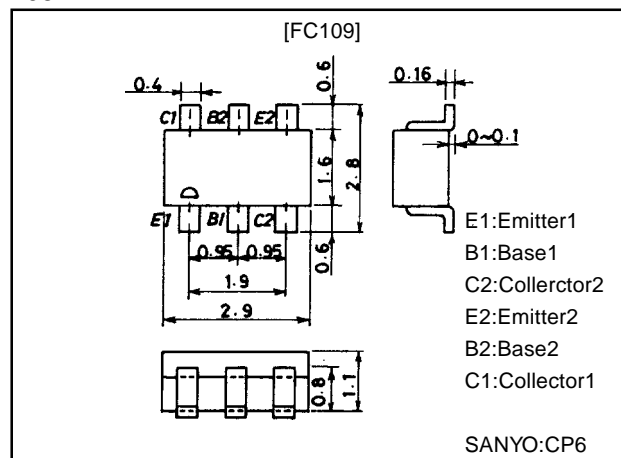 [FC109]
0.4
0.6
0.16
C1 B2 E2
0~0.1
1.6
2.8
E1 B1 C2
0.95 0.95
0.6
1.9
2.9
E1:Emitter1
B1:Base1
C2:Collerctor2
E2:Emitter2
B2:Base2
C1:Collector1
0.8
1.1
SANYO:CP6